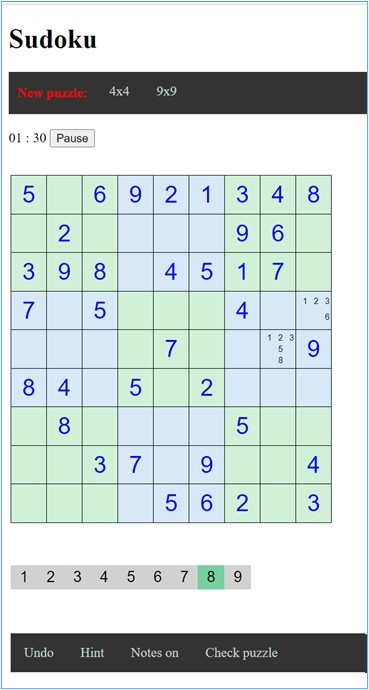 Sudoku
New puzzle: 4x4 9x9
01 : 30 Pause
5 6 9 2 1 3 4 8
2 9 6
3 9 8 4 5 1 7
7 5 4 1 2 3
6
7 1 2 3 9
5
8
8 4 5 2
8 5
3 7 9 4
5 6 2 3
1 2 3 4 5 6 7 8 9
Undo Hint Notes on Check puzzle